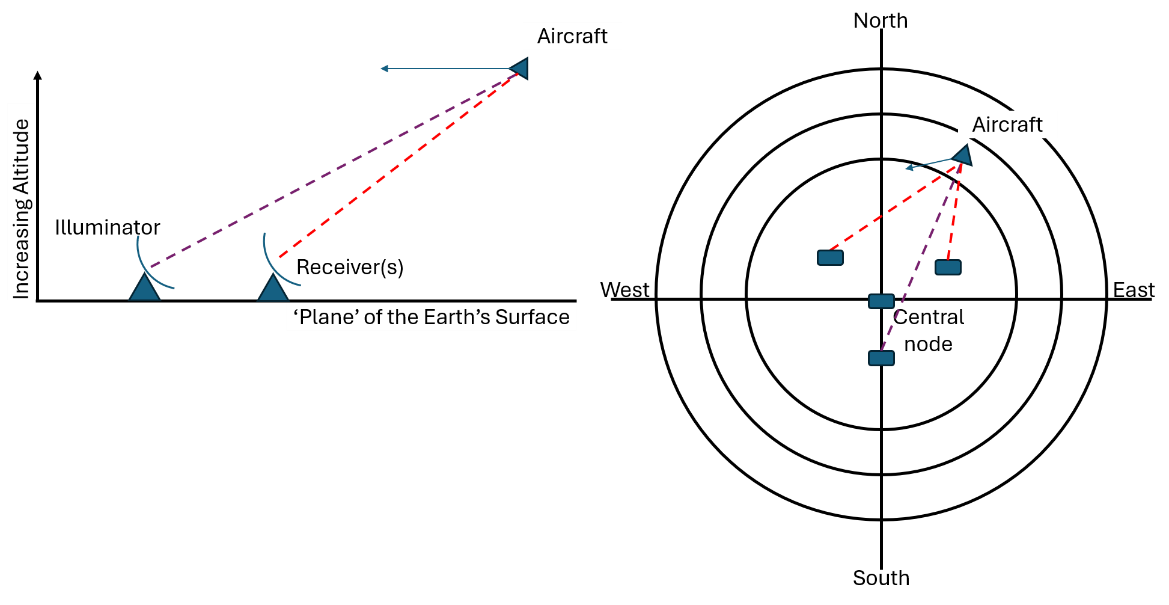 Aircraft
Increasing Altitude
Illuminator
Receiver(s)
‘Plane’ of the Earth’s Surface
North
Aircraft
West
East
Central
node
South